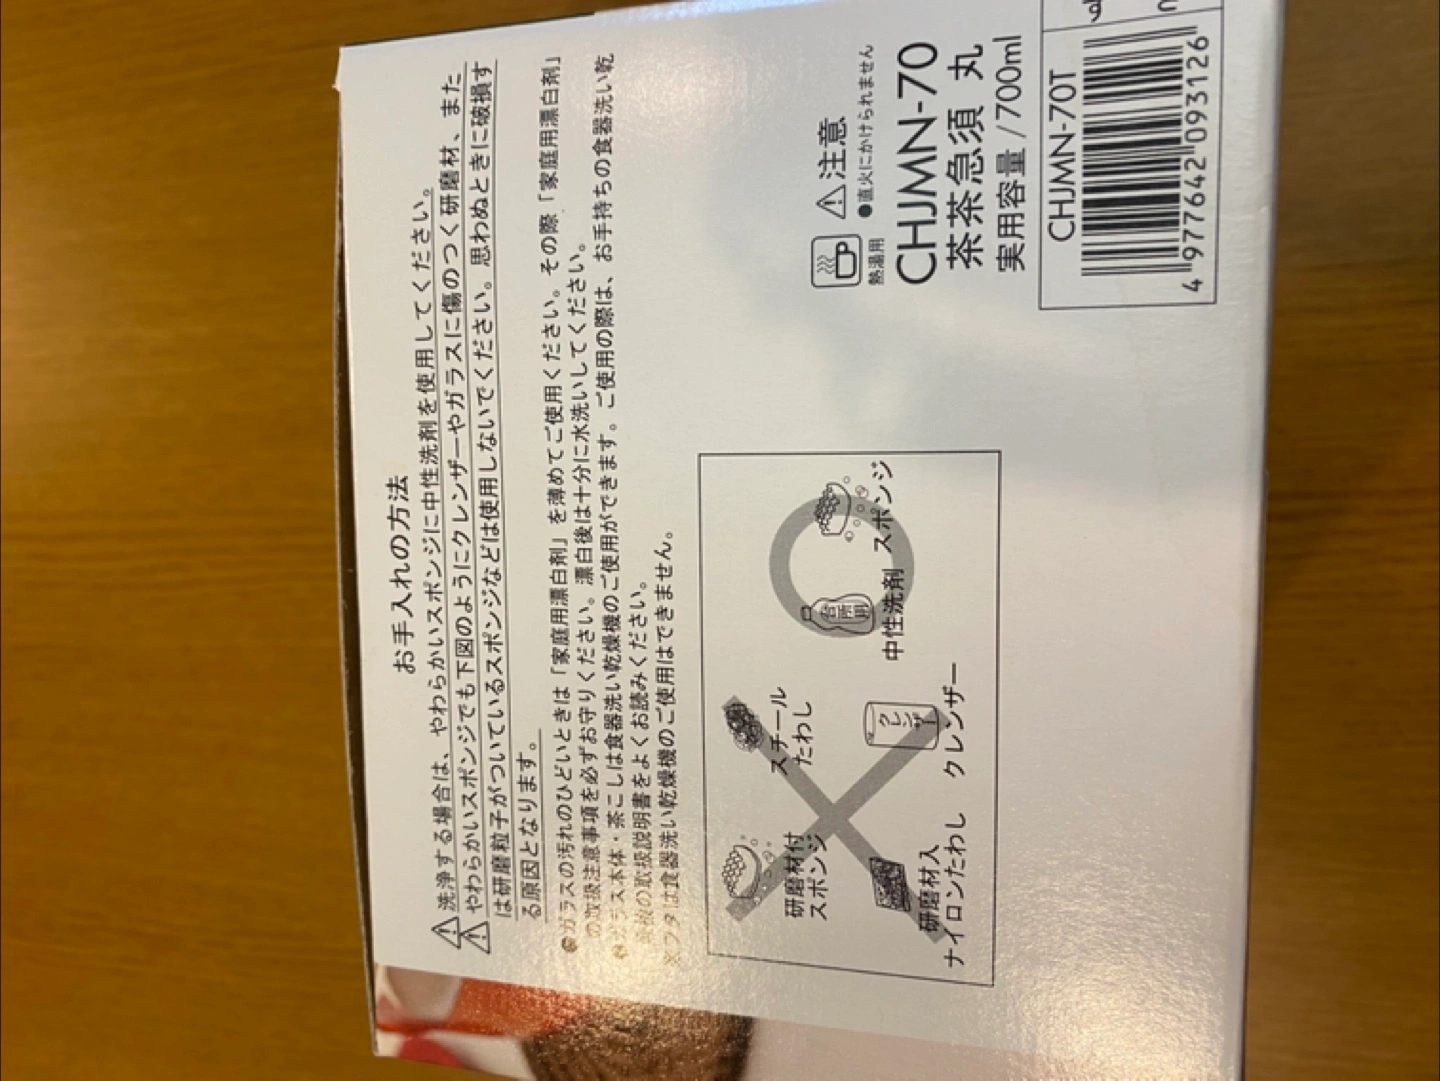 お手入れの方法
⚠洗浄する場合は、やわらかいスポンジに中性洗剤を使用してください。
⚠やわらかいスポンジでも下図のようにクレンザーやガラスに傷のつく研磨材、また
は研磨粒子がついているスポンジなどは使用しないでください。思わぬときに破損す
る原因となります。
●ガラスの汚れのひどいときは「家庭用漂白剤」を薄めてご使用ください。その際「家庭用漂白剤」
の取扱注意事項を必ずお守りください。漂白後は十分に水洗いしてください。
●ガラス本体・茶こしは食器洗い乾燥機のご使用ができます。ご使用の際は、お手持ちの食器洗い乾
燥機の取扱説明書をよくお読みください。
※フタは食器洗い乾燥機のご使用はできません。
研磨材付
スポンジ
スチール
たわし
研磨材入
ナイロンたわし
クレンザー
クレンザー
台所用
中性洗剤
スポンジ
熱湯用
⚠注意
●直火にかけられません
CHJMN-70
茶茶急須 丸
実用容量 / 700ml
CHJMN-70T
4 977642 093126